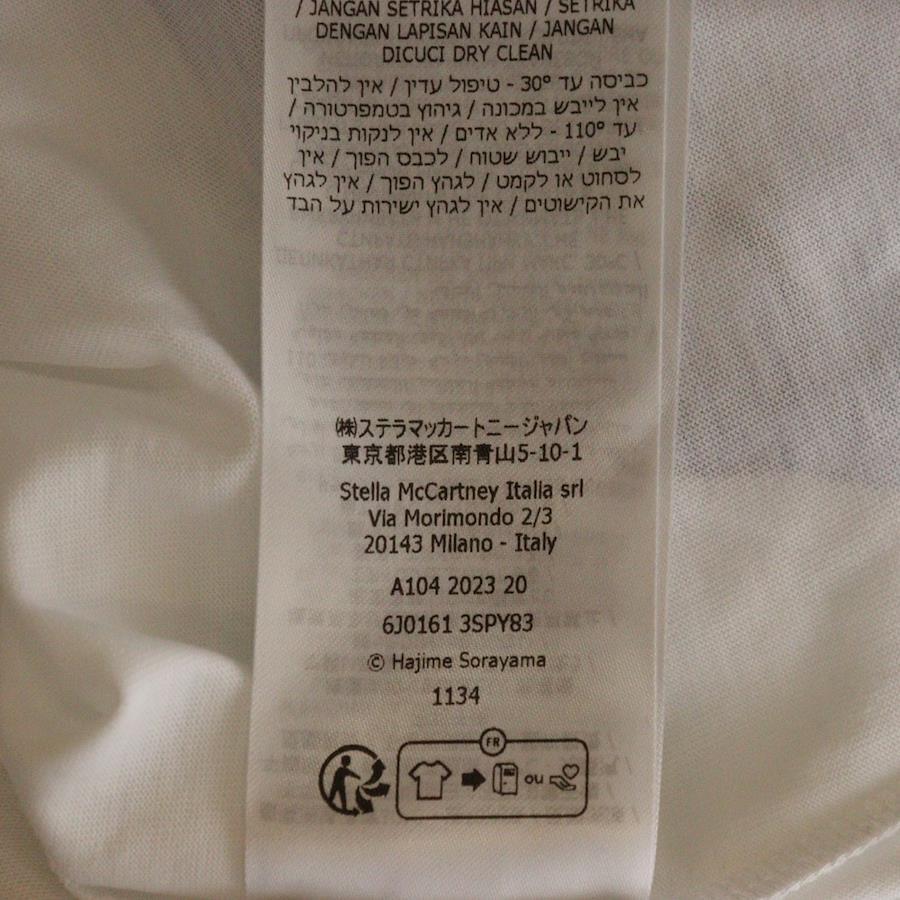 / JANGAN SETRIKA HIASAN / SETRIKA
DENGAN LAPISAN KAIN / JANGAN
DICUCI DRY CLEAN
כביסה עד 30° - טיפול עדין / אין להלבין
אין לייבש במכונה / גיהוץ בטמפרטורה /
עד 110° - ללא אדים / אין לנקות בניקוי
יבש / ייבוש שטוח / לכבס הפוך / אין
לסחוט או לקמט / לגהץ הפוך / אין לגהץ
את הקישוטים / אין לגהץ ישירות על הבד
㈱ステラマッカートニージャパン
東京都港区南青山5-10-1
Stella McCartney Italia srl
Via Morimondo 2/3
20143 Milano - Italy
A104 2023 20
6J0161 3SPY83
© Hajime Sorayama
1134
FR
ou